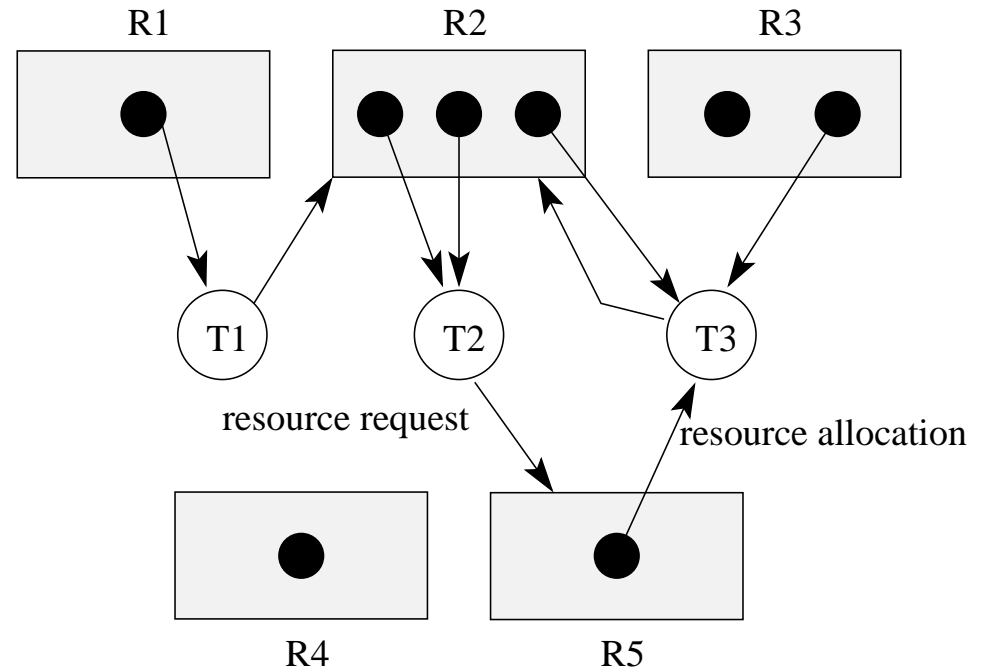 R1
R2
R3
T1
T2
T3
resource request
resource allocation
R4
R5